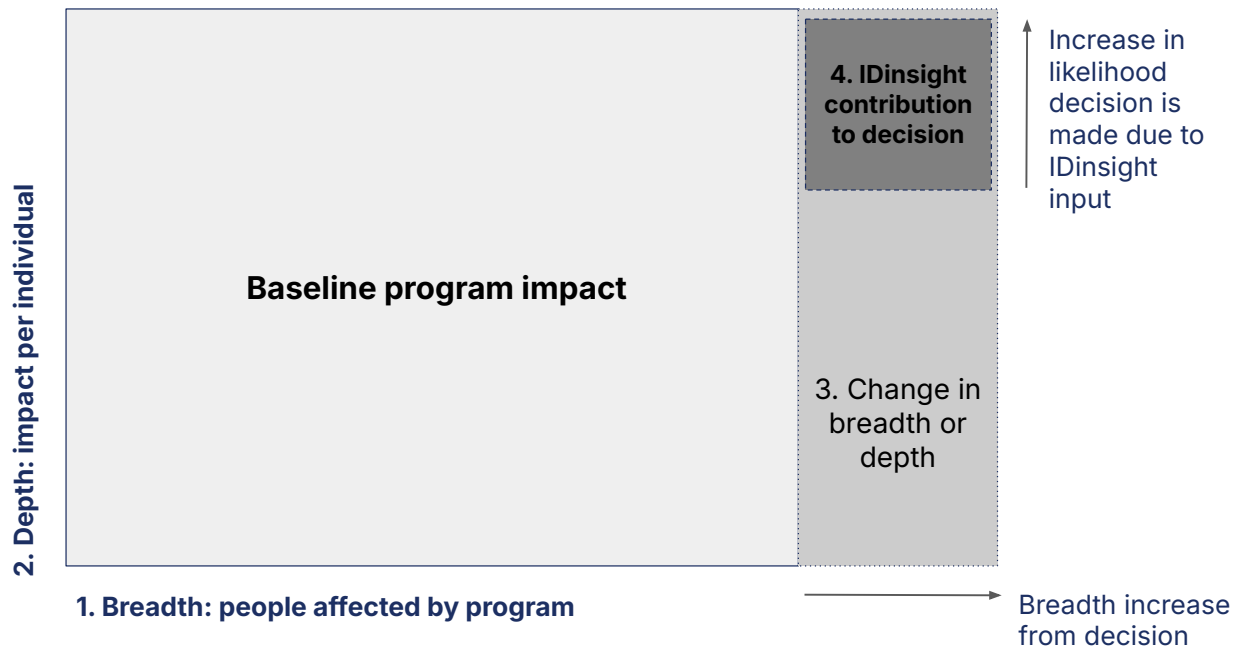 4. IDinsight
contribution
to decision
Increase in
likelihood
decision is
made due to
IDinsight
input
2. Depth: impact per individual
Baseline program impact
3. Change in
breadth or
depth
1. Breadth: people affected by program
Breadth increase
from decision